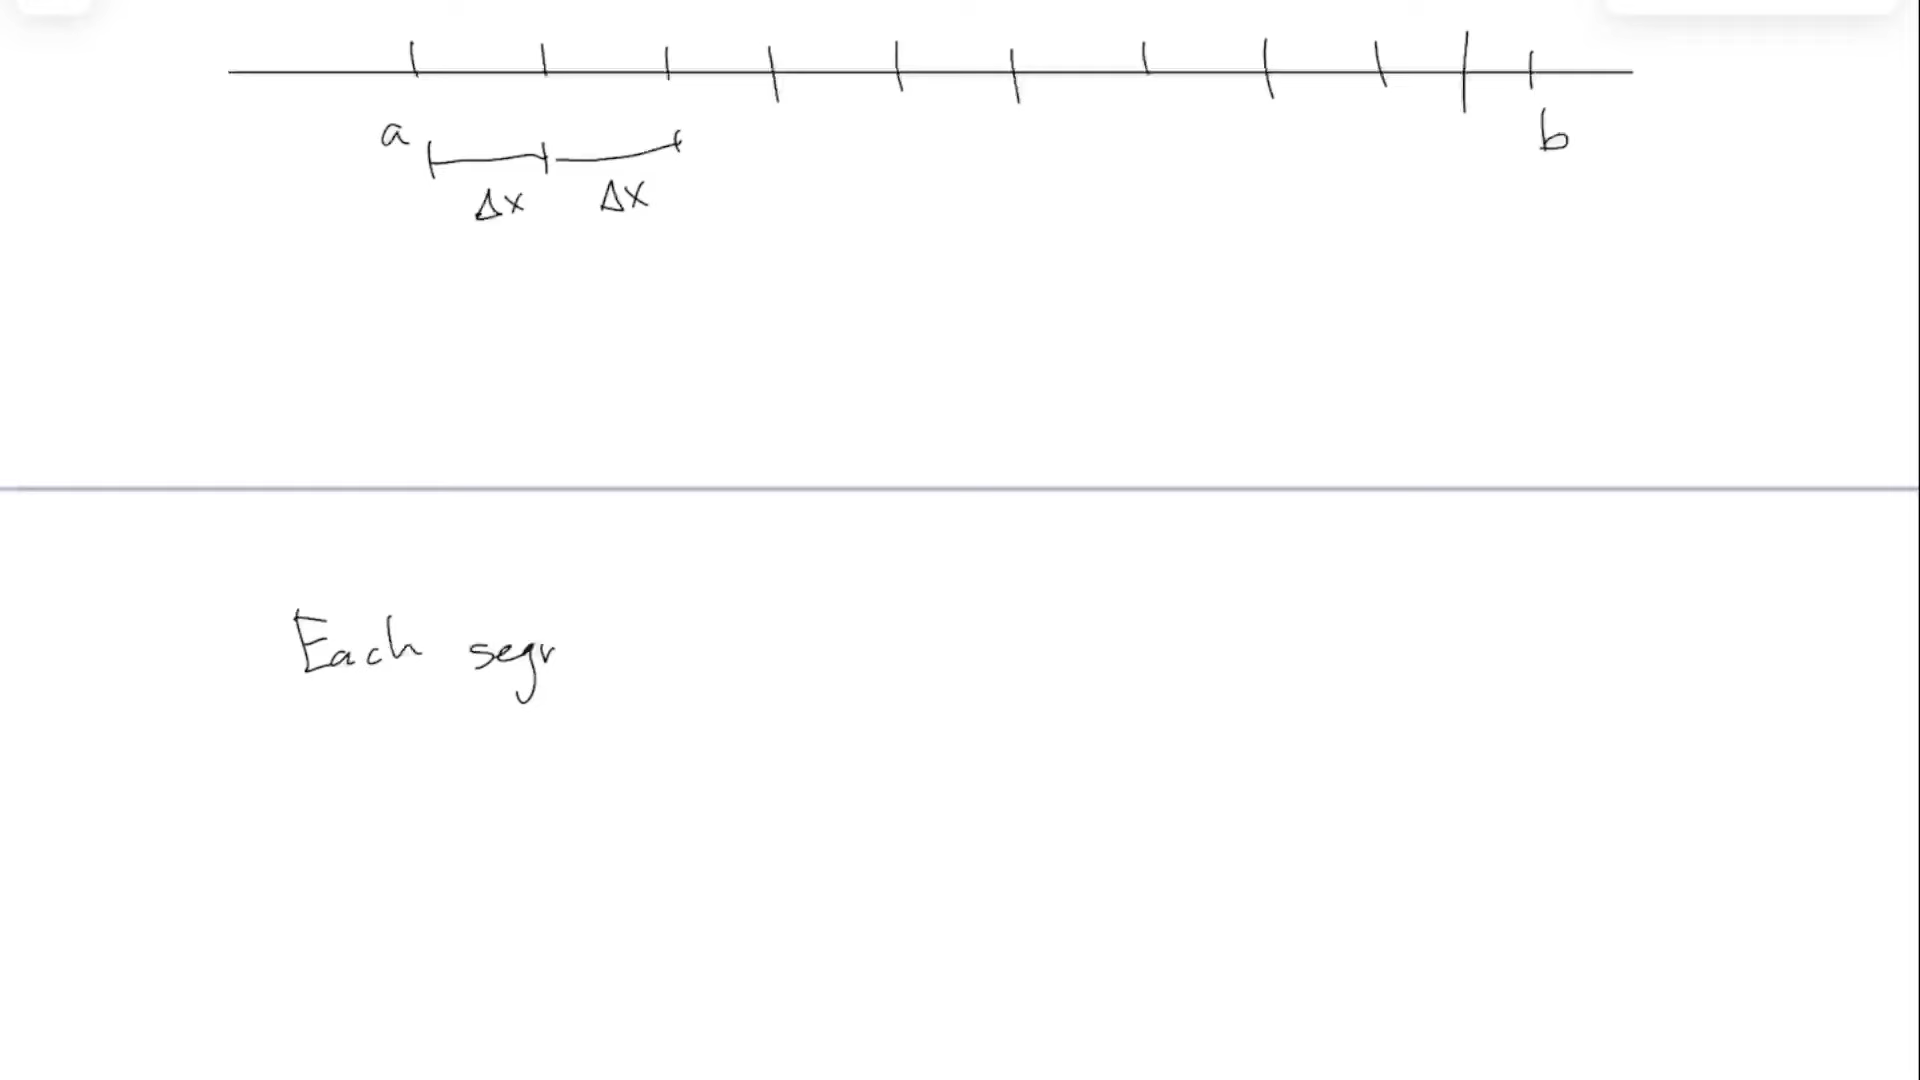 a b
Δx Δx
Each segr